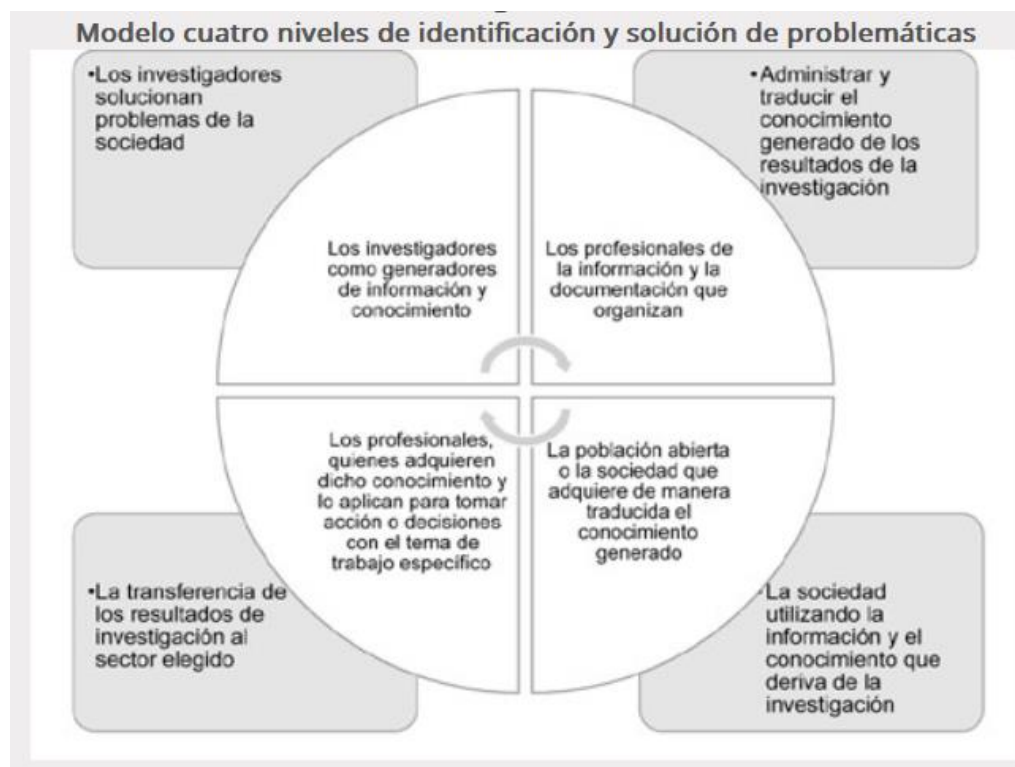 Modelo cuatro niveles de identificación y solución de problemáticas
•Los investigadores
solucionan
problemas de la
sociedad
•Administrar y
traducir el
conocimiento
generado de los
resultados de la
investigación
Los investigadores
como generadores
de información y
conocimiento
Los profesionales de
la información y la
documentación que
organizan
Los profesionales,
quienes adquieren
dicho conocimiento y
lo aplican para tomar
acción o decisiones
con el tema de
trabajo específico
La población abierta
o la sociedad que
adquiere de manera
traducida el
conocimiento
generado
•La transferencia de
los resultados de
investigación al
sector elegido
•La sociedad
utilizando la
información y el
conocimiento que
deriva de la
investigación